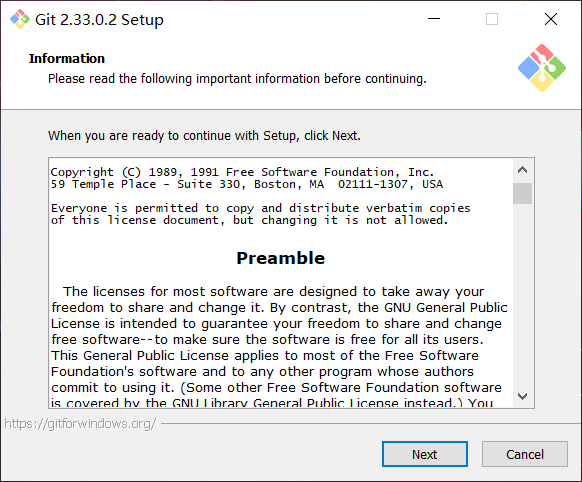 Git 2.33.0.2 Setup
Information
Please read the following important information before continuing.
When you are ready to continue with Setup, click Next.
Copyright (C) 1989, 1991 Free Software Foundation, Inc.
59 Temple Place - Suite 330, Boston, MA  02111-1307, USA
Everyone is permitted to copy and distribute verbatim copies
of this license document, but changing it is not allowed.
Preamble
The licenses for most software are designed to take away your
freedom to share and change it. By contrast, the GNU General Public
License is intended to guarantee your freedom to share and change
free software--to make sure the software is free for all its users.
This General Public License applies to most of the Free Software
Foundation's software and to any other program whose authors
commit to using it. (Some other Free Software Foundation software
is covered by the GNU Library General Public License instead.) You
https://gitforwindows.org/
Next
Cancel